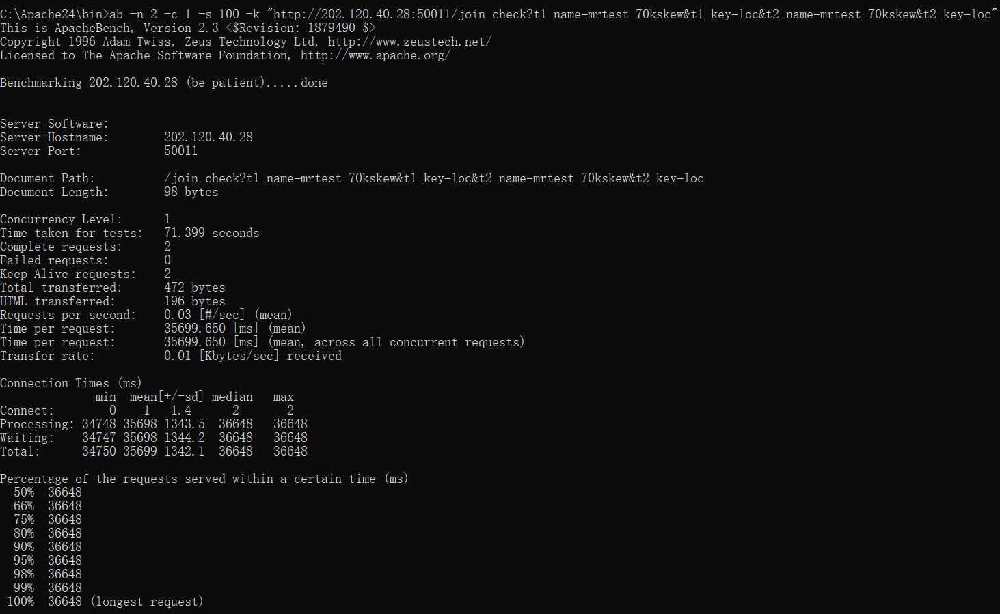 C:\Apache24\bin>ab -n 2 -c 1 -s 100 -k "http://202.120.40.28:50011/join_check?t1_name=mrtest_70kskew&t1_key=loc&t2_name=mrtest_70kskew&t2_key=loc"
This is ApacheBench, Version 2.3 <$Revision: 1879490 $>
Copyright 1996 Adam Twiss, Zeus Technology Ltd, http://www.zeustech.net/
Licensed to The Apache Software Foundation, http://www.apache.org/

Benchmarking 202.120.40.28 (be patient).....done


Server Software:
Server Hostname:        202.120.40.28
Server Port:            50011

Document Path:          /join_check?t1_name=mrtest_70kskew&t1_key=loc&t2_name=mrtest_70kskew&t2_key=loc
Document Length:        98 bytes

Concurrency Level:      1
Time taken for tests:   71.399 seconds
Complete requests:      2
Failed requests:        0
Keep-Alive requests:    2
Total transferred:      472 bytes
HTML transferred:       196 bytes
Requests per second:    0.03 [#/sec] (mean)
Time per request:       35699.650 [ms] (mean)
Time per request:       35699.650 [ms] (mean, across all concurrent requests)
Transfer rate:          0.01 [Kbytes/sec] received

Connection Times (ms)
              min  mean[+/-sd] median   max
Connect:        0    1   1.4      2       2
Processing: 34748 35698 1343.5  36648   36648
Waiting:    34747 35698 1344.2  36648   36648
Total:      34750 35699 1342.1  36648   36648

Percentage of the requests served within a certain time (ms)
  50%  36648
  66%  36648
  75%  36648
  80%  36648
  90%  36648
  95%  36648
  98%  36648
  99%  36648
 100%  36648 (longest request)